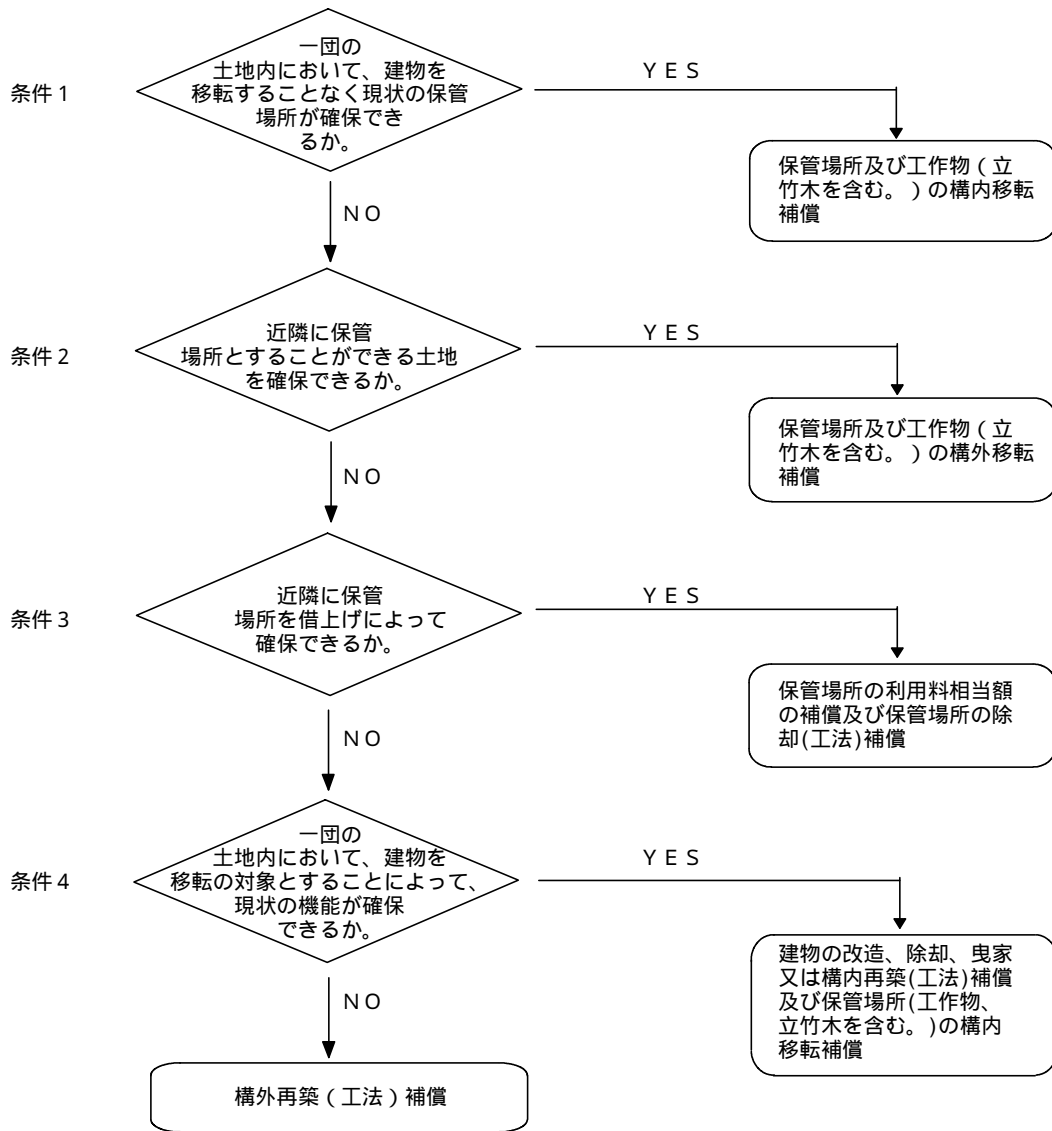 一団の
土地内において、建物を
移転することなく現状の保管
場所が確保でき
るか。
条件１
ＹＥＳ
保管場所及び工作物（立
竹木を含む。）の構内移転
補償
ＮＯ
近隣に保管
場所とすることができる土地
を確保できるか。
条件２
ＹＥＳ
保管場所及び工作物（立
竹木を含む。）の構外移転
補償
ＮＯ
近隣に保管
場所を借上げによって
確保できるか。
条件３
ＹＥＳ
保管場所の利用料相当額
の補償及び保管場所の除
却(工法)補償
ＮＯ
一団の
土地内において、建物を
移転の対象とすることによって、
現状の機能が確保
できるか。
条件４
ＹＥＳ
建物の改造、除却、曳家
又は構内再築(工法)補償
及び保管場所(工作物、
立竹木を含む。)の構内
移転補償
ＮＯ
構外再築（工法）補償